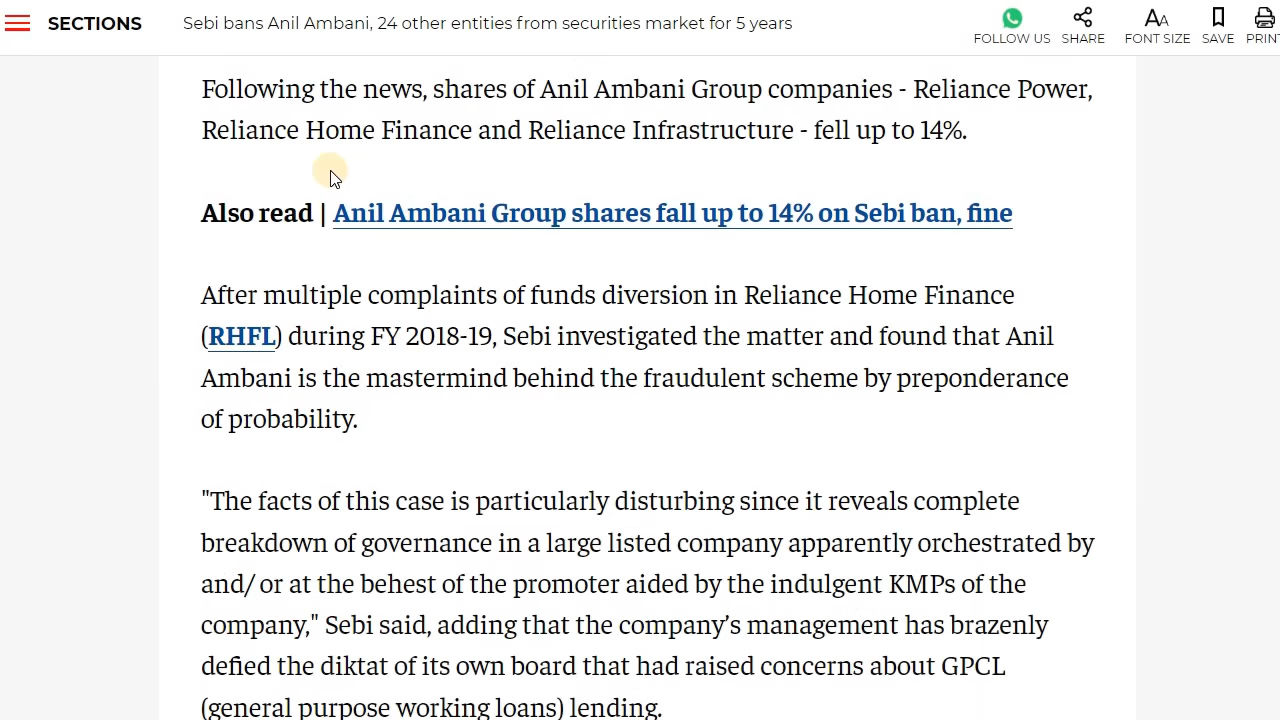 SECTIONS
Sebi bans Anil Ambani, 24 other entities from securities market for 5 years
FOLLOW US
SHARE
FONT SIZE
SAVE
PRINT
Following the news, shares of Anil Ambani Group companies - Reliance Power,
Reliance Home Finance and Reliance Infrastructure - fell up to 14%.
Also read | Anil Ambani Group shares fall up to 14% on Sebi ban, fine
After multiple complaints of funds diversion in Reliance Home Finance
(RHFL) during FY 2018-19, Sebi investigated the matter and found that Anil
Ambani is the mastermind behind the fraudulent scheme by preponderance
of probability.
"The facts of this case is particularly disturbing since it reveals complete
breakdown of governance in a large listed company apparently orchestrated by
and/ or at the behest of the promoter aided by the indulgent KMPs of the
company," Sebi said, adding that the company’s management has brazenly
defied the diktat of its own board that had raised concerns about GPCL
(general purpose working loans) lending.